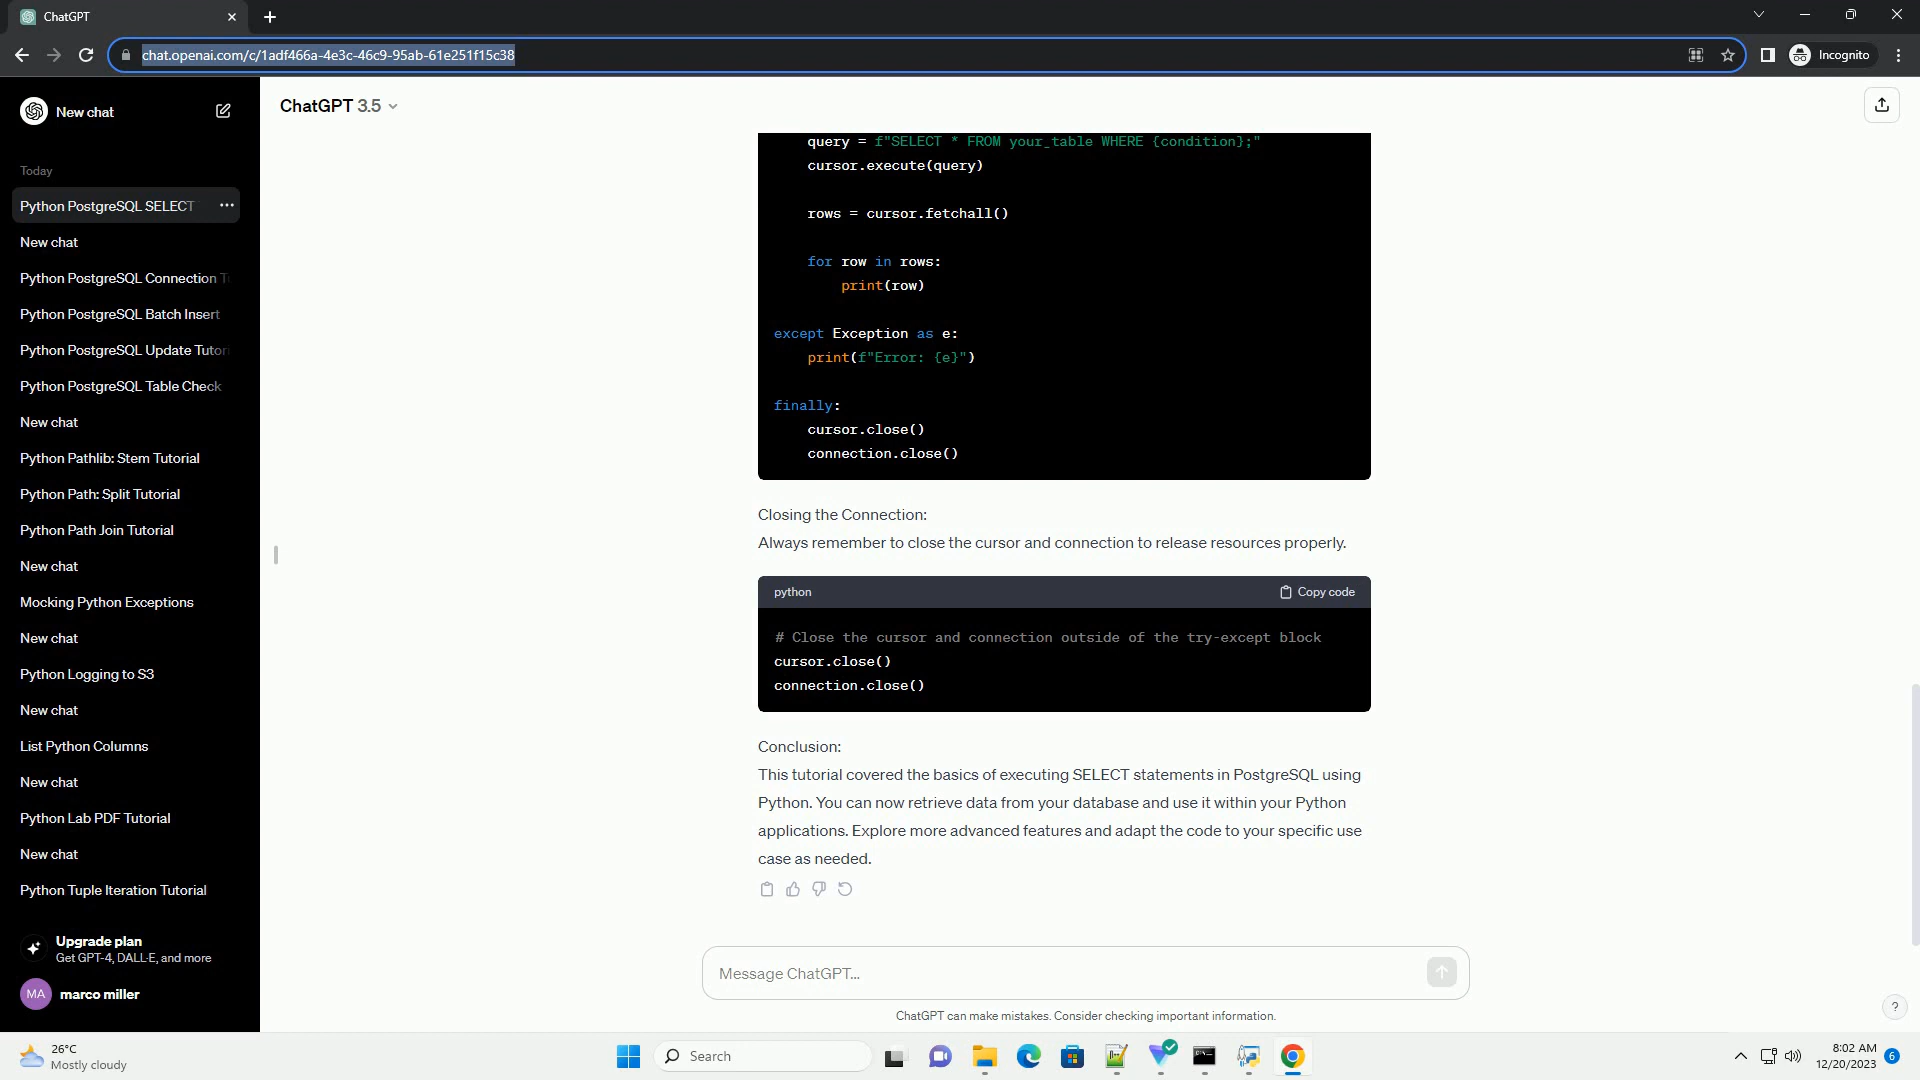 ChatGPT
chat.openai.com/c/1adf466a-4e3c-46c9-95ab-61e251f15c38
Incognito
New chat
ChatGPT 3.5
Today
Python PostgreSQL SELECT
New chat
Python PostgreSQL Connection T
Python PostgreSQL Batch Insert
Python PostgreSQL Update Tutor
Python PostgreSQL Table Check
New chat
Python Pathlib: Stem Tutorial
Python Path: Split Tutorial
Python Path Join Tutorial
New chat
Mocking Python Exceptions
New chat
Python Logging to S3
New chat
List Python Columns
New chat
Python Lab PDF Tutorial
New chat
Python Tuple Iteration Tutorial
Upgrade plan
Get GPT-4, DALL·E, and more
MA marco miller
query = f"SELECT * FROM your_table WHERE {condition};"
cursor.execute(query)
rows = cursor.fetchall()
for row in rows:
print(row)
except Exception as e:
print(f"Error: {e}")
finally:
cursor.close()
connection.close()
Closing the Connection:
Always remember to close the cursor and connection to release resources properly.
python Copy code
# Close the cursor and connection outside of the try-except block
cursor.close()
connection.close()
Conclusion:
This tutorial covered the basics of executing SELECT statements in PostgreSQL using
Python. You can now retrieve data from your database and use it within your Python
applications. Explore more advanced features and adapt the code to your specific use
case as needed.
Message ChatGPT...
ChatGPT can make mistakes. Consider checking important information.
?
26°C
Mostly cloudy
Search
8:02 AM
12/20/2023
6